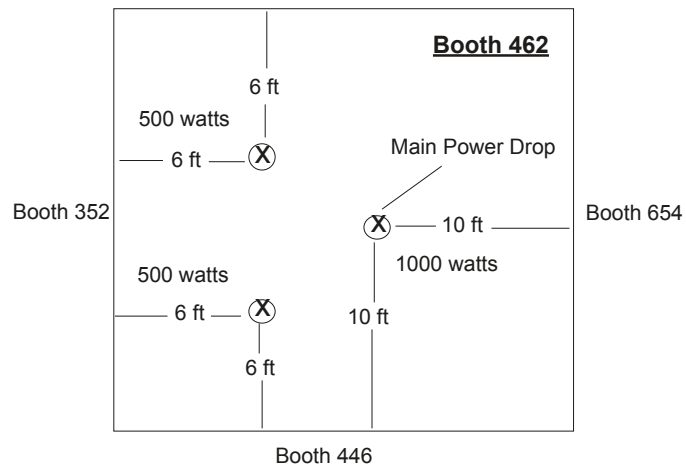 Booth 462
6 ft
500 watts
X
6 ft
Main Power Drop
Booth 352
X
10 ft
Booth 654
1000 watts
500 watts
X
6 ft
10 ft
6 ft
Booth 446